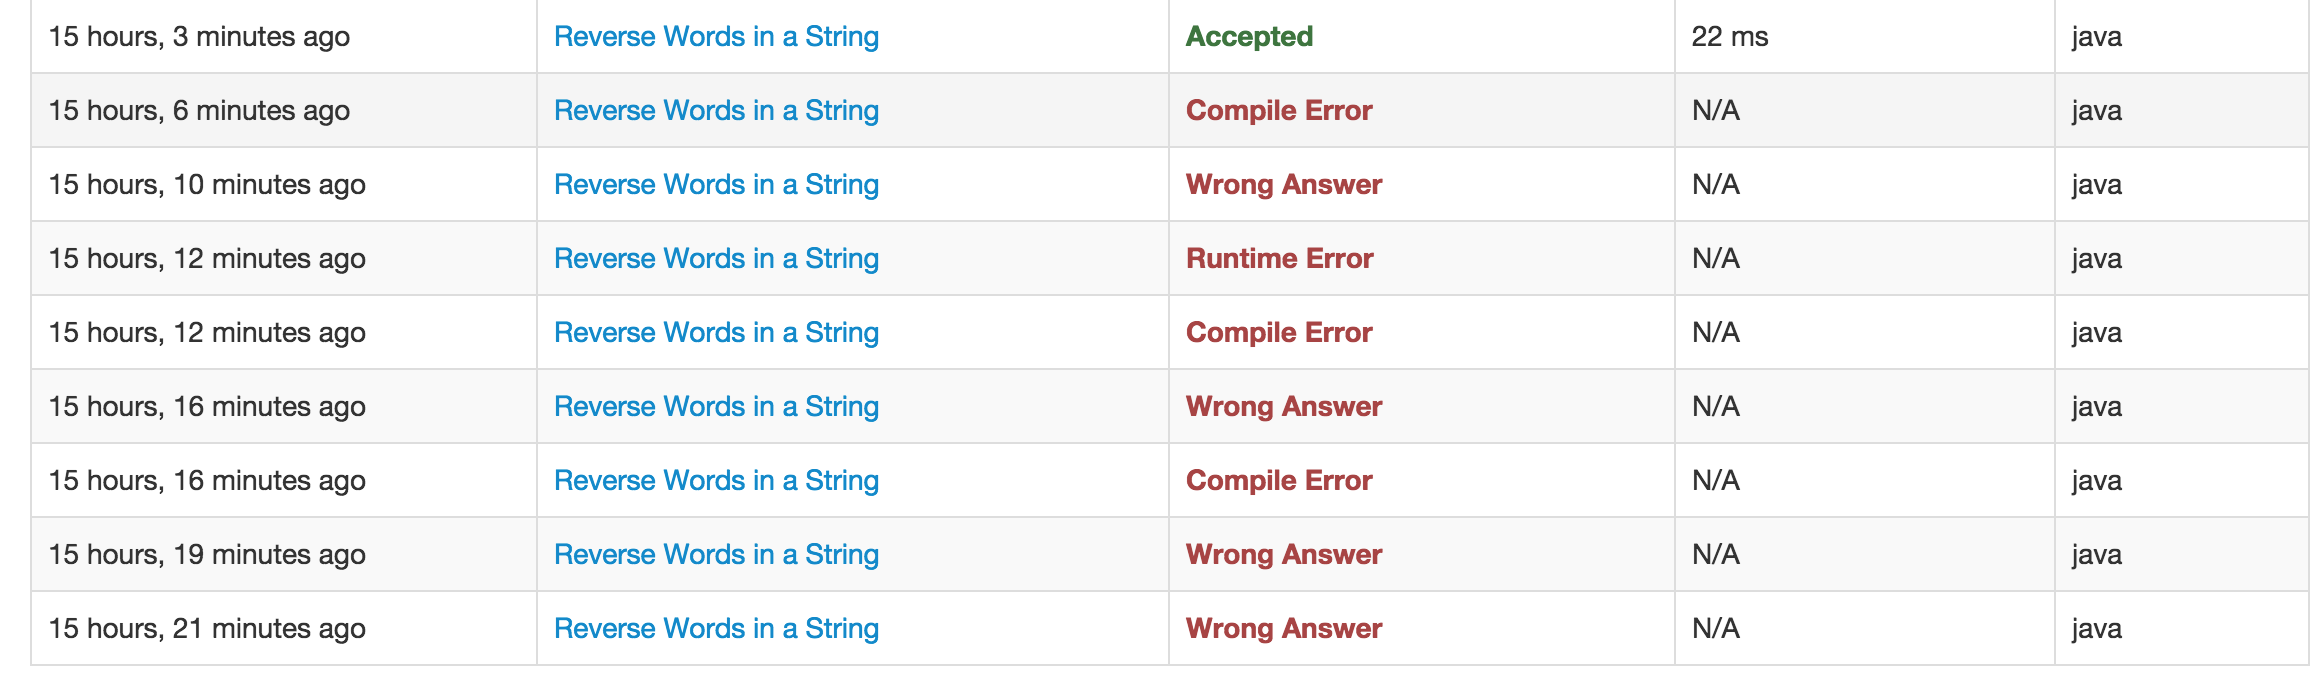 15 hours, 3 minutes ago Reverse Words in a String Accepted 22 ms java
15 hours, 6 minutes ago Reverse Words in a String Compile Error N/A java
15 hours, 10 minutes ago Reverse Words in a String Wrong Answer N/A java
15 hours, 12 minutes ago Reverse Words in a String Runtime Error N/A java
15 hours, 12 minutes ago Reverse Words in a String Compile Error N/A java
15 hours, 16 minutes ago Reverse Words in a String Wrong Answer N/A java
15 hours, 16 minutes ago Reverse Words in a String Compile Error N/A java
15 hours, 19 minutes ago Reverse Words in a String Wrong Answer N/A java
15 hours, 21 minutes ago Reverse Words in a String Wrong Answer N/A java